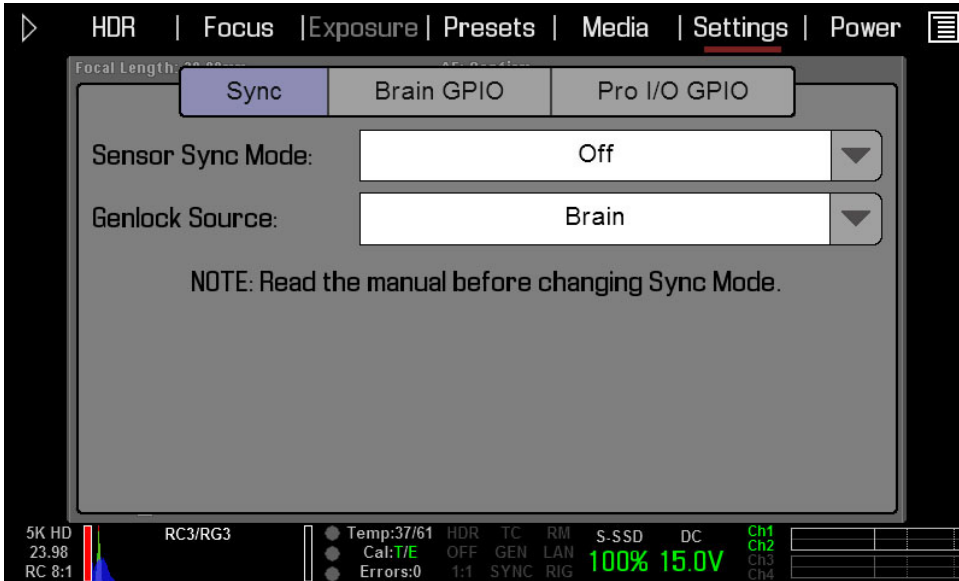 HDR | Focus | Exposure | Presets | Media | Settings | Power
Focal Length:
Sync Brain GPIO Pro I/O GPIO
Sensor Sync Mode: Off
Genlock Source: Brain
NOTE: Read the manual before changing Sync Mode.
5K HD RC3/RG3 Temp:37/61 HDR TC RM S-SSD DC Ch1
23.98 Cal:T/E OFF GEN LAN 100% 15.0V Ch2
RC 8:1 Errors:0 1:1 SYNC RIG Ch3
Ch4